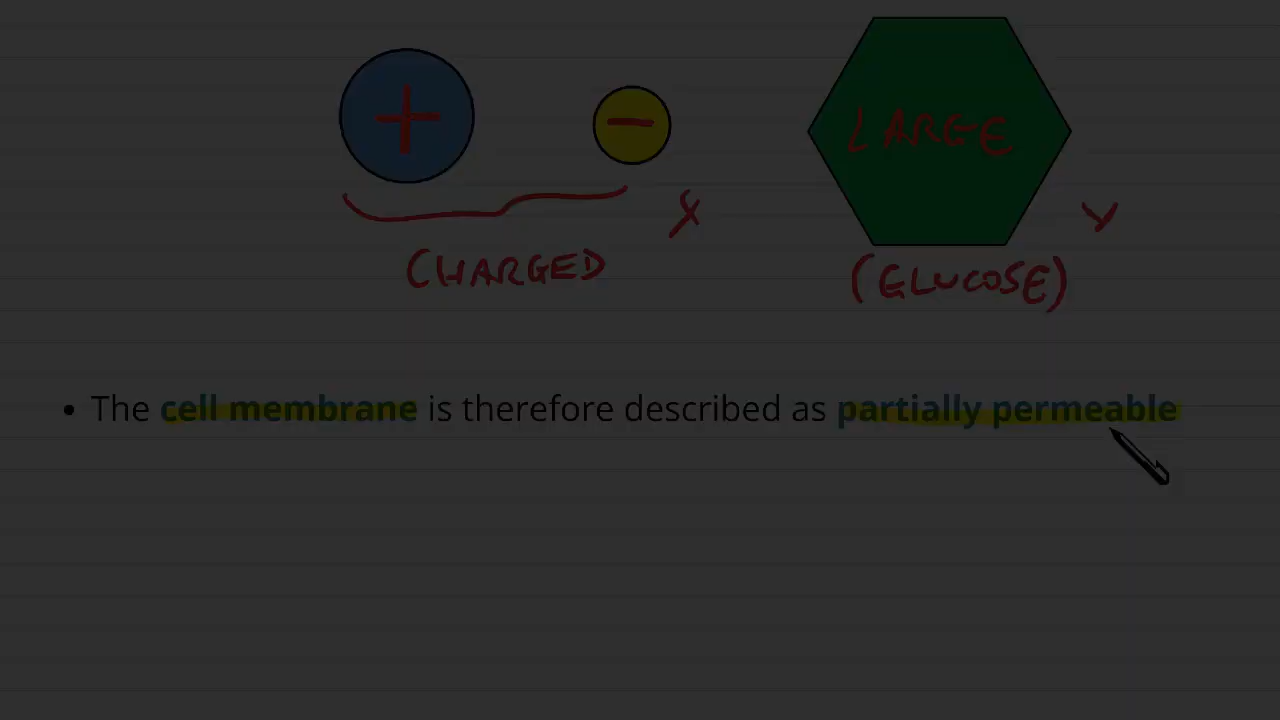 + − LARGE
CHARGED
(GLUCOSE)
• The cell membrane is therefore described as partially permeable